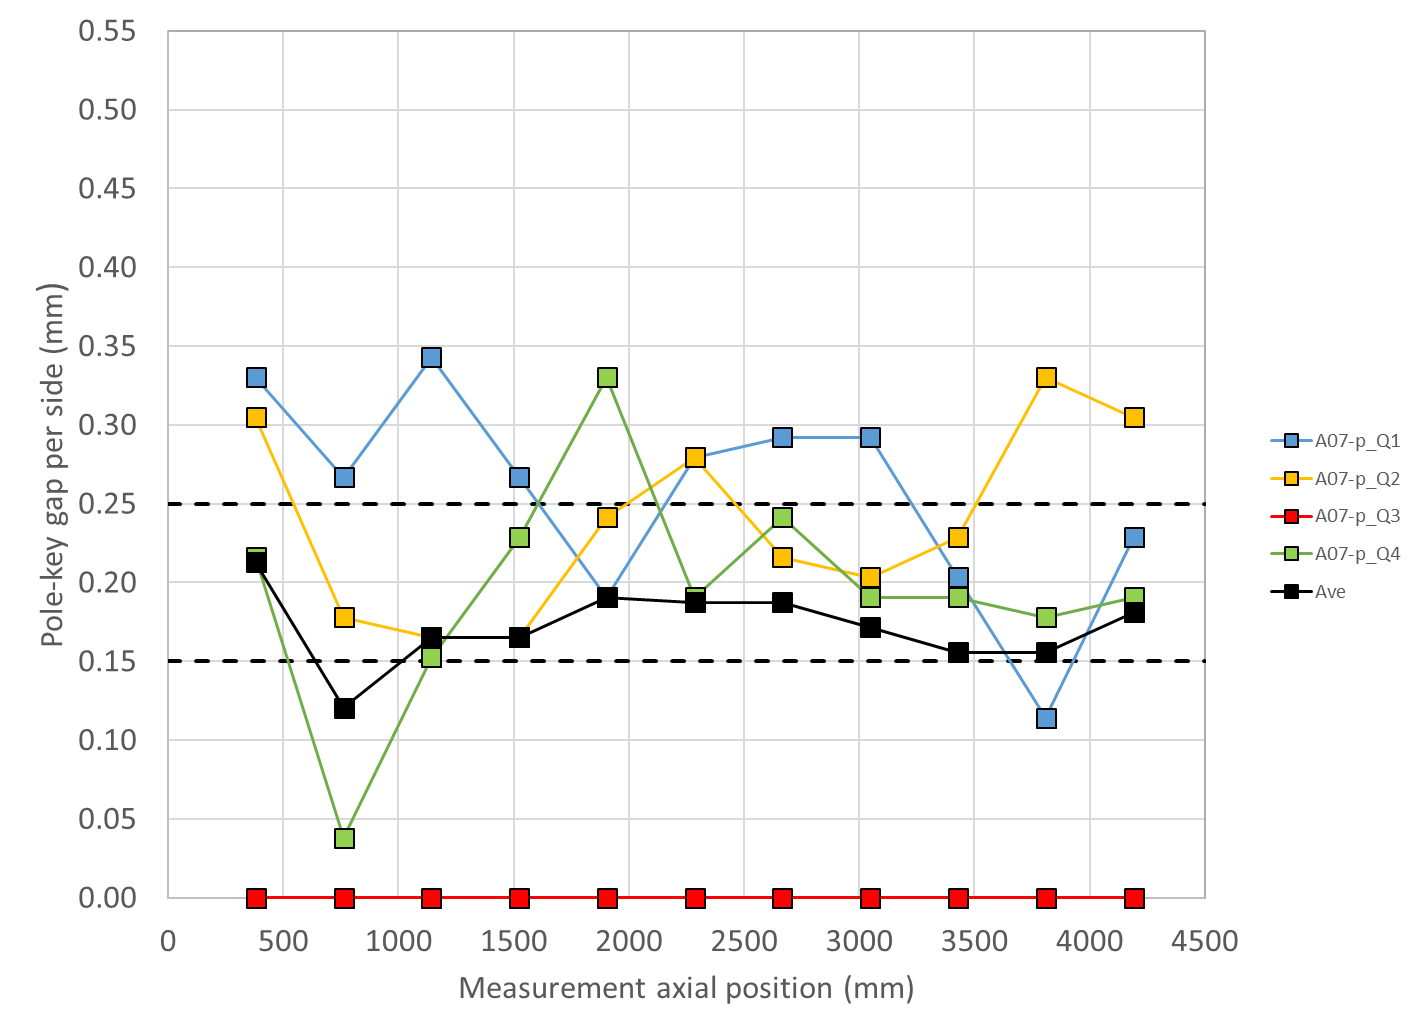 0.55
0.50
0.45
0.40
0.35
0.30
0.25
0.20
0.15
0.10
0.05
0.00
Pole-key gap per side (mm)
0 500 1000 1500 2000 2500 3000 3500 4000 4500
Measurement axial position (mm)
A07-p_Q1
A07-p_Q2
A07-p_Q3
A07-p_Q4
Ave